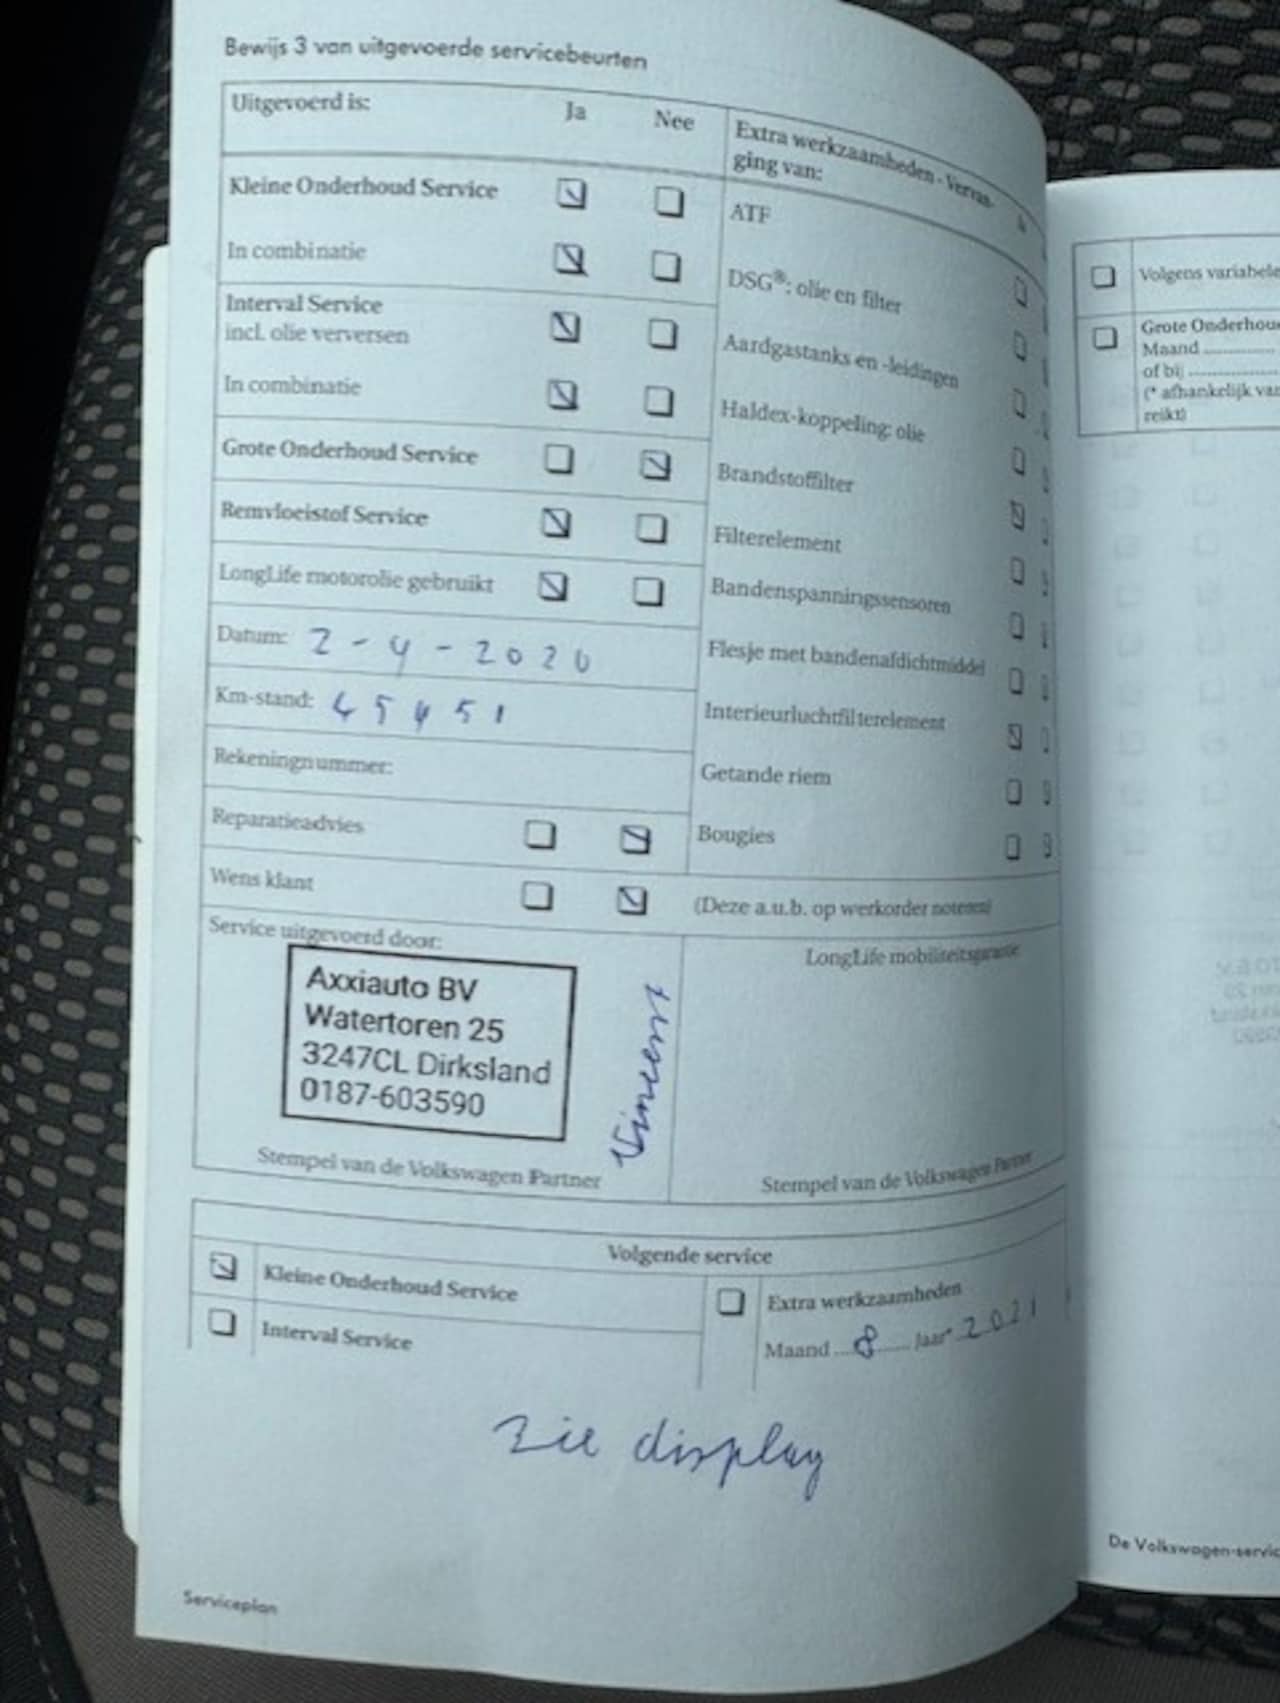 Bewijs 3 van uitgevoerde servicebeurten
Uitgevoerd is: Ja Nee
Kleine Onderhoud Service
In combinatie
Interval Service
incl. olie verversen
In combinatie
Grote Onderhoud Service
Remvloeistof Service
LongLife motorolie gebruikt
Datum: 2-4-2020
Km-stand: 45451
Rekeningnummer:
Reparatieadvies
Wens klant
Extra werkzaamheden - Vervan-
ging van:
ATF
DSG®: olie en filter
Aardgastanks en -leidingen
Haldex-koppeling: olie
Brandstoffilter
Filterelement
Bandenspanningssensoren
Flesje met bandenafdichtmiddel
Interieurluchtfilterelement
Getande riem
Bougies
(Deze a.u.b. op werkorder noteren)
Service uitgevoerd door:
Axxiauto BV
Watertoren 25
3247CL Dirksland
0187-603590
Vincent
Stempel van de Volkswagen Partner
LongLife mobiliteitsgarantie
Stempel van de Volkswagen Partner
Volgende service
Kleine Onderhoud Service
Interval Service
Extra werkzaamheden
Maand ...8...... Jaar* 2021
Zie display
Serviceplan
Volgens variabele
Grote Onderhou
Maand
of bij
(* afhankelijk van
reikt)
De Volkswagen-servic